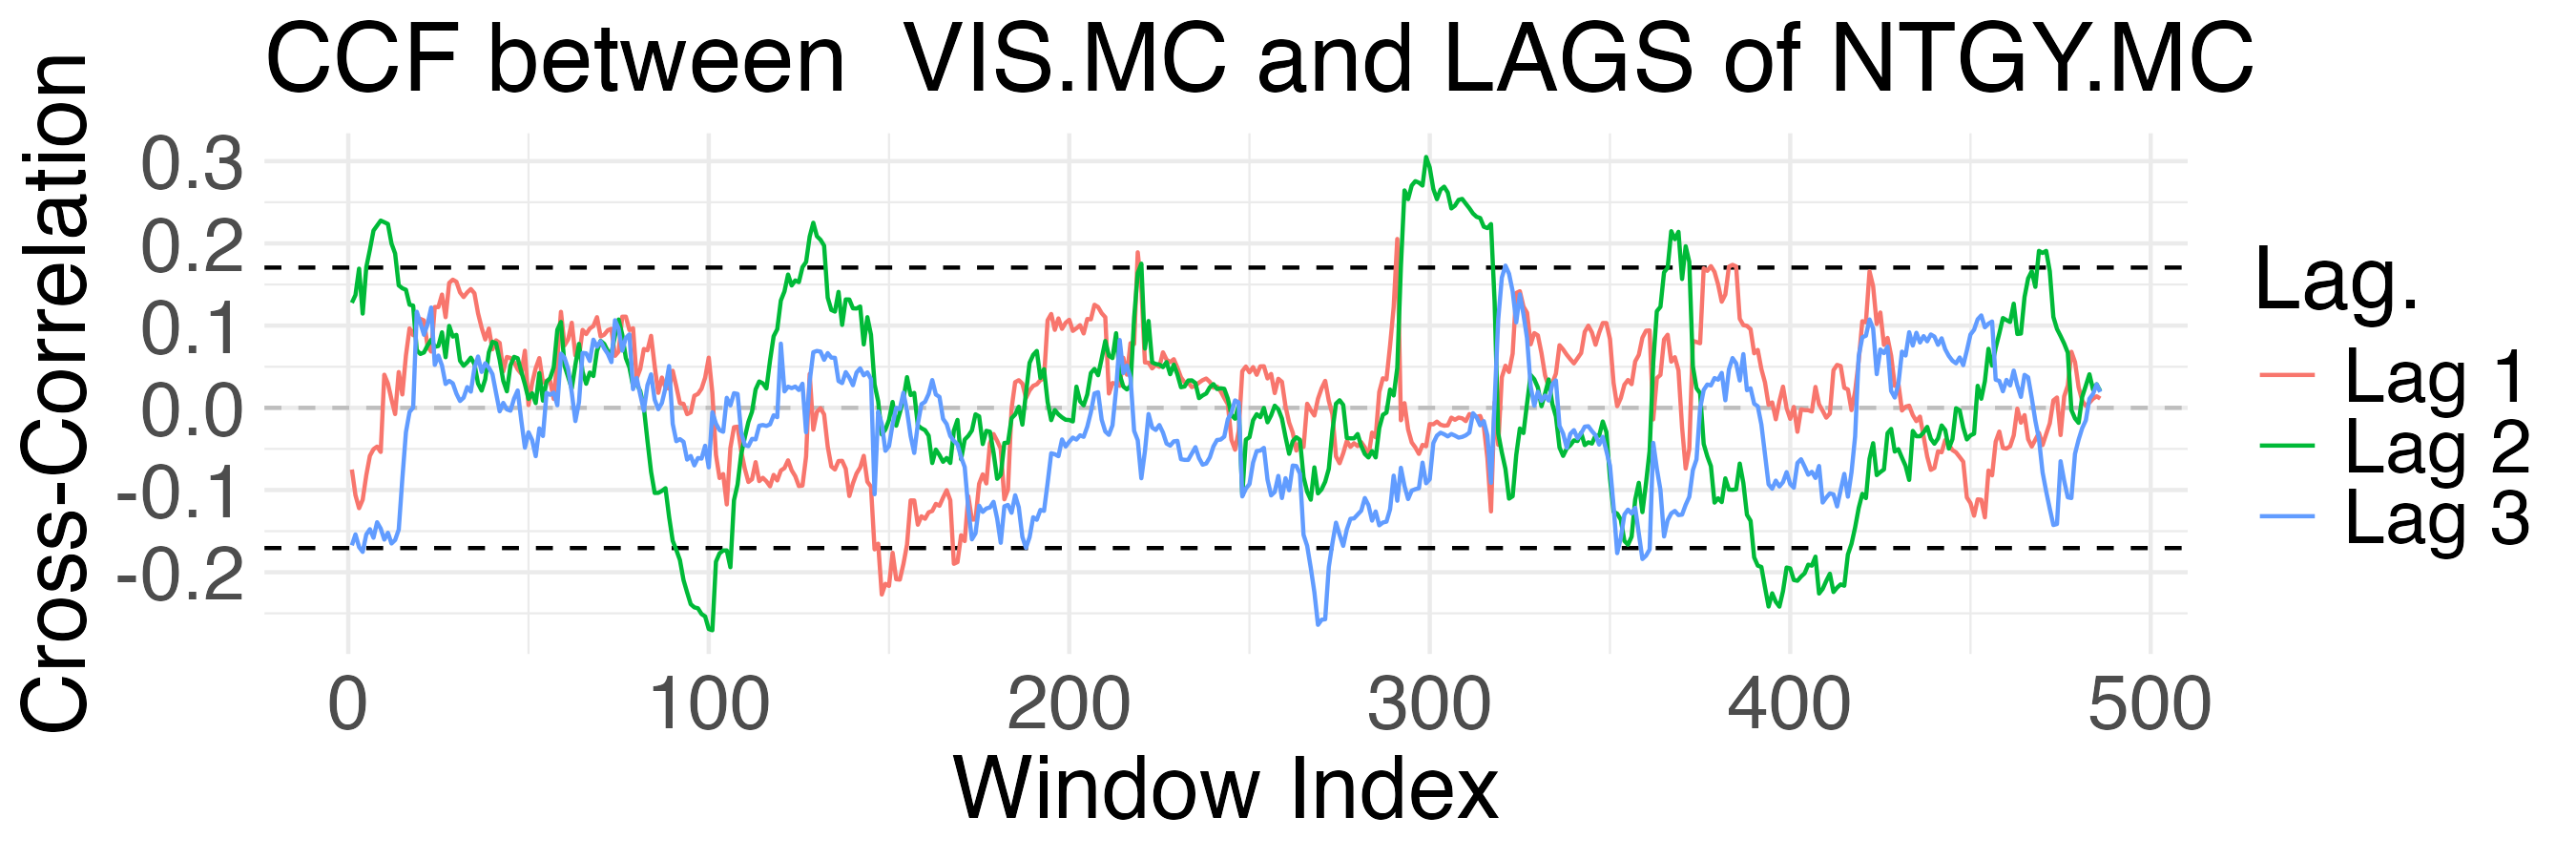 CCF between  VIS.MC and LAGS of NTGY.MC
Cross-Correlation
0.3
0.2
0.1
0.0
-0.1
-0.2
0 100 200 300 400 500
Window Index
Lag.
Lag 1
Lag 2
Lag 3